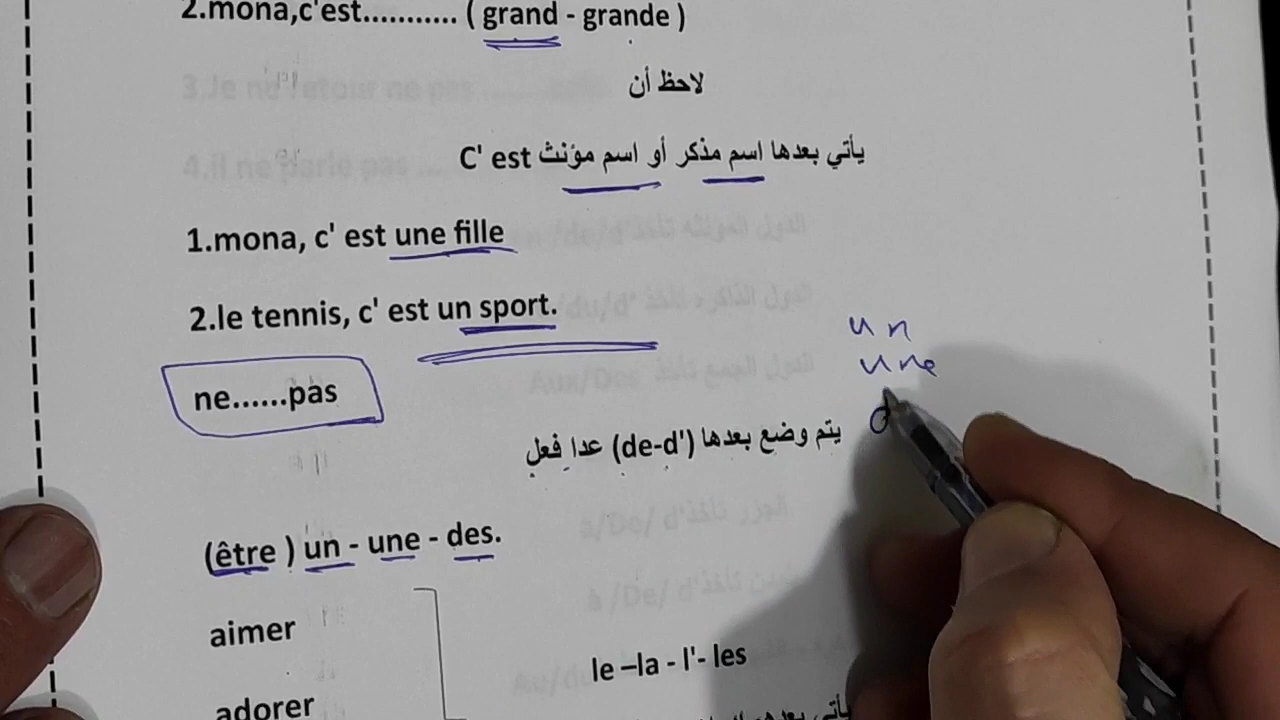 2.mona,c'est........... ( grand - grande )
لاحظ أن
C' est يأتي بعدها اسم مذكر أو اسم مؤنث
1.mona, c' est une fille
2.le tennis, c' est un sport.
un
une
ne......pas
d
يتم وضع بعدها (de-d') عدا فعل
(être ) un - une - des.
aimer
le –la - l'- les
adorer